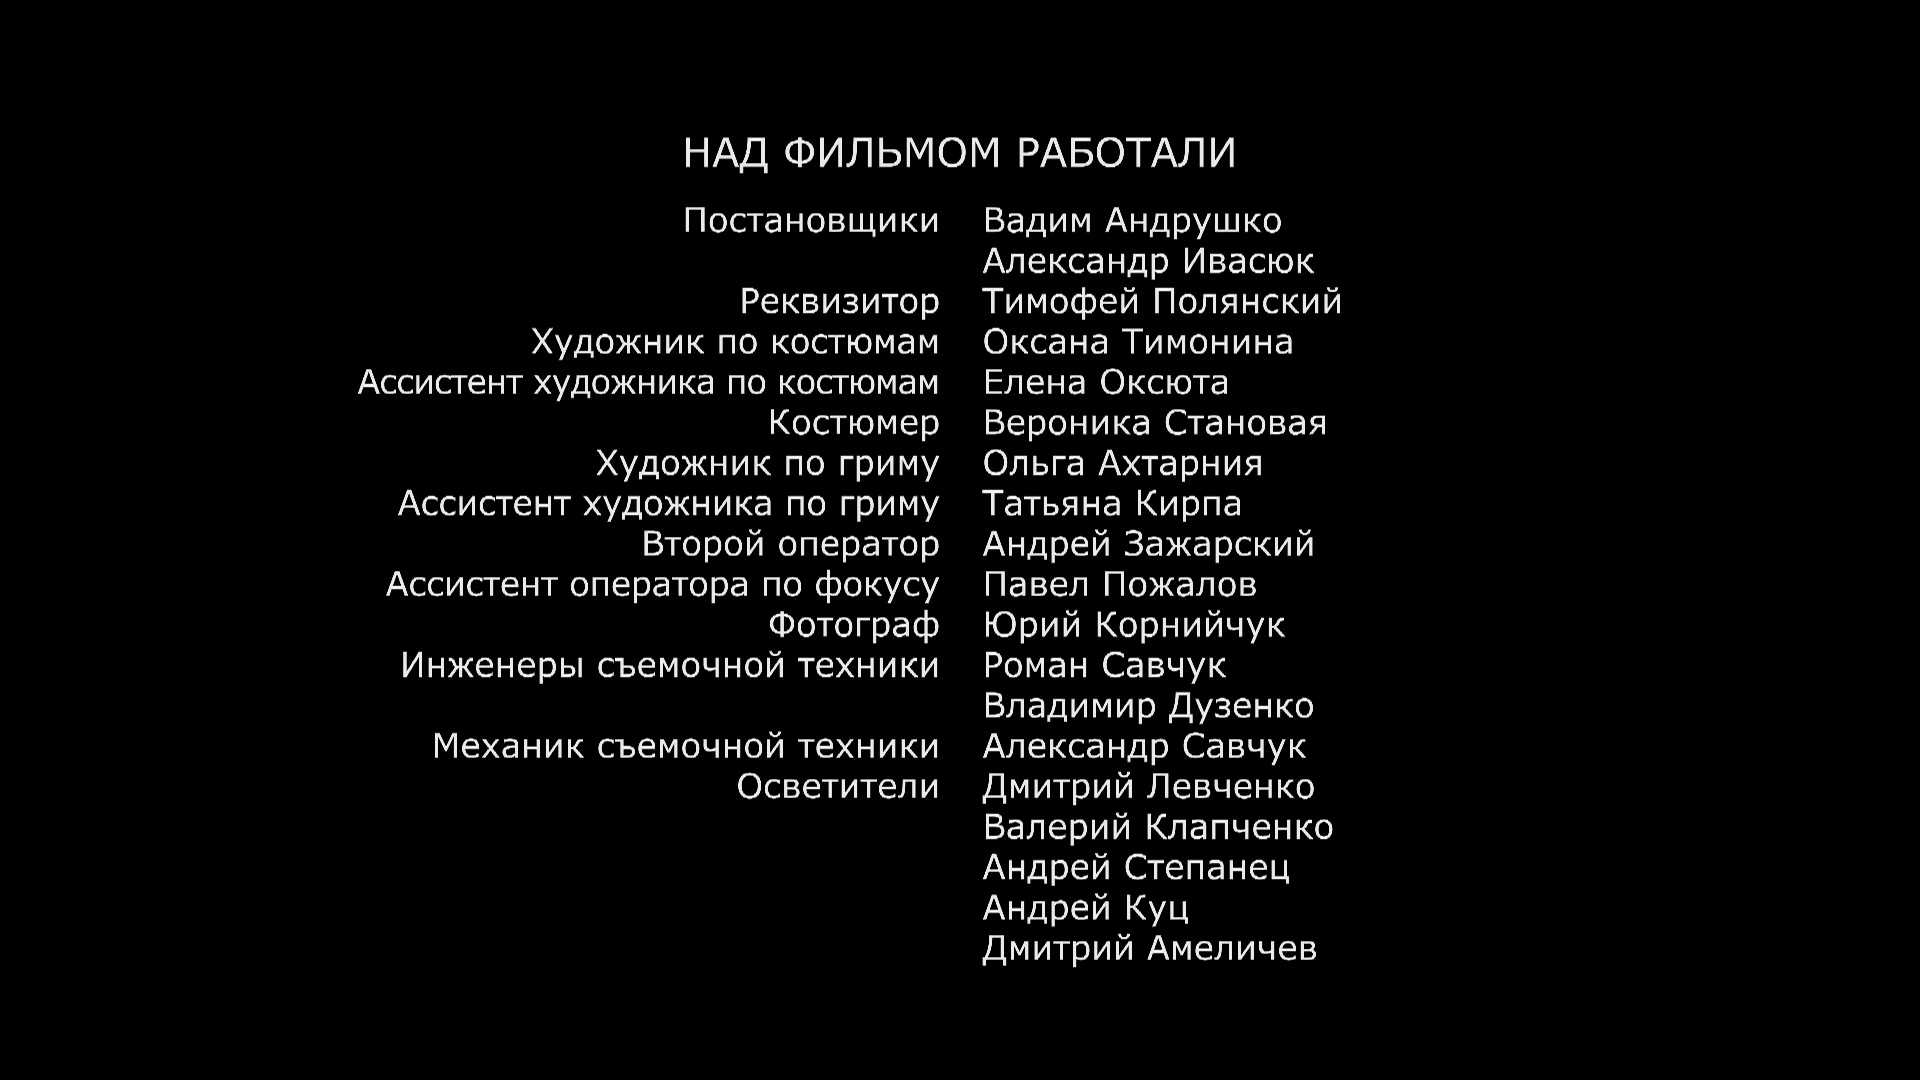 НАД ФИЛЬМОМ РАБОТАЛИ
Постановщики Вадим Андрушко
Александр Ивасюк
Реквизитор Тимофей Полянский
Художник по костюмам Оксана Тимонина
Ассистент художника по костюмам Елена Оксюта
Костюмер Вероника Становая
Художник по гриму Ольга Ахтарния
Ассистент художника по гриму Татьяна Кирпа
Второй оператор Андрей Зажарский
Ассистент оператора по фокусу Павел Пожалов
Фотограф Юрий Корнийчук
Инженеры съемочной техники Роман Савчук
Владимир Дузенко
Механик съемочной техники Александр Савчук
Осветители Дмитрий Левченко
Валерий Клапченко
Андрей Степанец
Андрей Куц
Дмитрий Амеличев